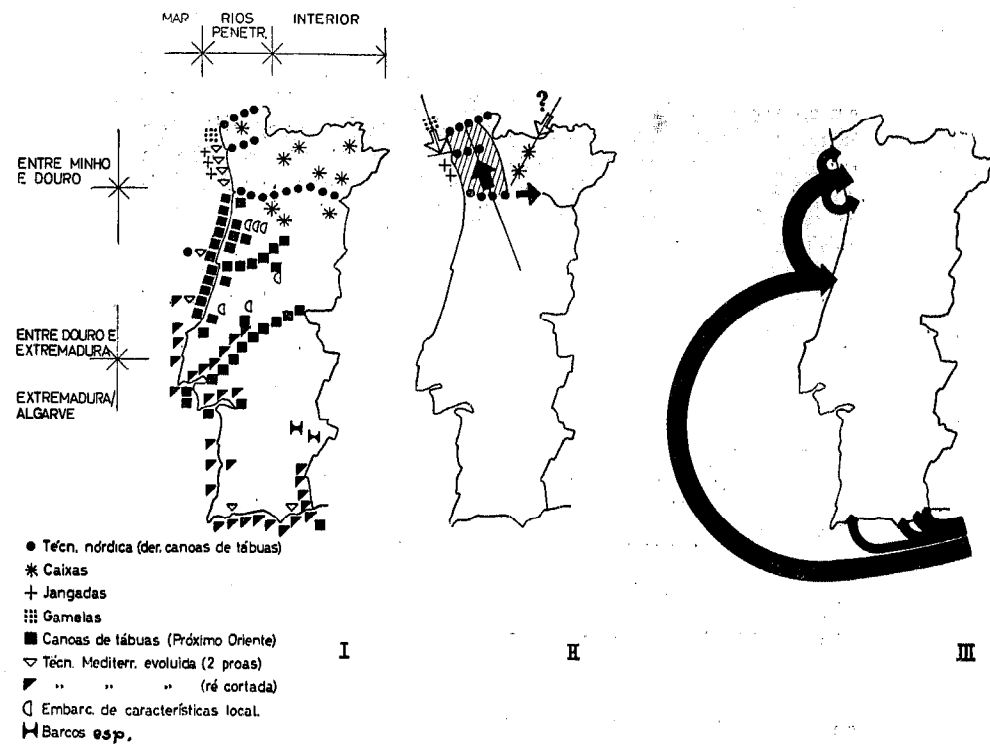 MAR
RIOS
PENETR.
INTERIOR
ENTRE MINHO
E DOURO
ENTRE DOURO E
EXTREMADURA
EXTREMADURA/
ALGARVE
?
● Técn. nórdica (der. canoas de tábuas)
Caixas
Jangadas
Gamelas
Canoas de tábuas (Próximo Oriente)
Técn. Mediterr. evoluida (2 proas)
,, ,, ,, (ré cortada)
Embarc. de características local.
Barcos esp.
I
II
III